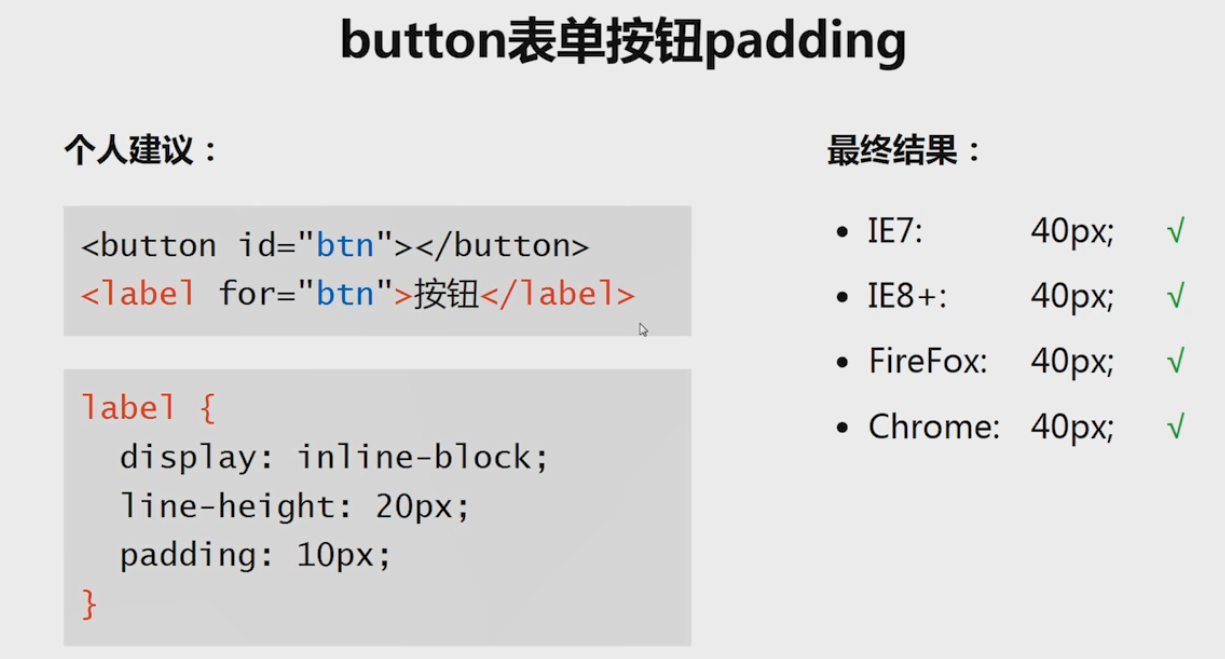 button表单按钮padding
个人建议：
<button id="btn"></button>
<label for="btn">按钮</label>
label {
display: inline-block;
line-height: 20px;
padding: 10px;
}
最终结果：
• IE7: 40px; √
• IE8+: 40px; √
• FireFox: 40px; √
• Chrome: 40px; √